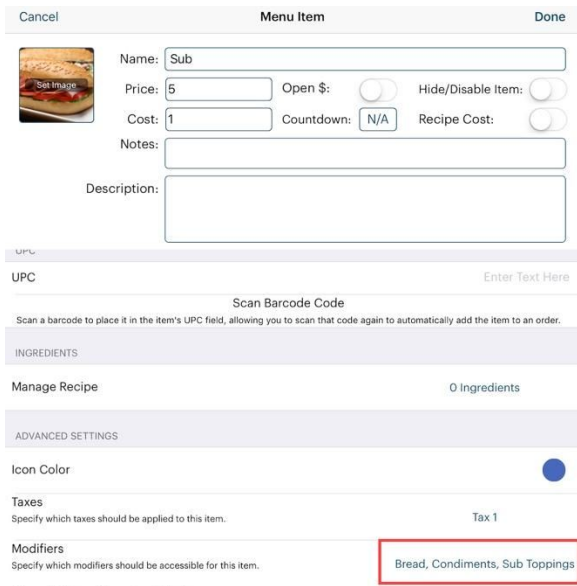 Cancel Menu Item Done
Name: Sub
Set Image
Price: 5 Open $: Hide/Disable Item:
Cost: 1 Countdown: N/A Recipe Cost:
Notes:
Description:
UPC
UPC Enter Text Here
Scan Barcode Code
Scan a barcode to place it in the item's UPC field, allowing you to scan that code again to automatically add the item to an order.
INGREDIENTS
Manage Recipe 0 Ingredients
ADVANCED SETTINGS
Icon Color
Taxes
Specify which taxes should be applied to this item. Tax 1
Modifiers
Specify which modifiers should be accessible for this item. Bread, Condiments, Sub Toppings